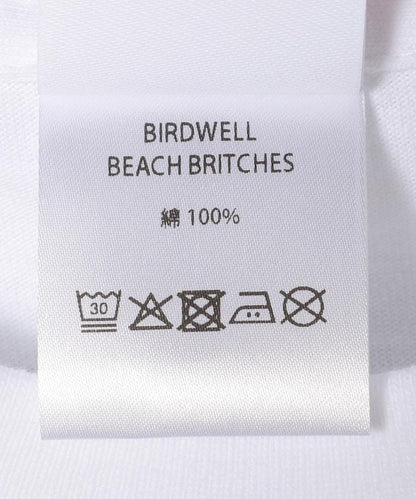 BIRDWELL
BEACH BRITCHES
綿 100%
30